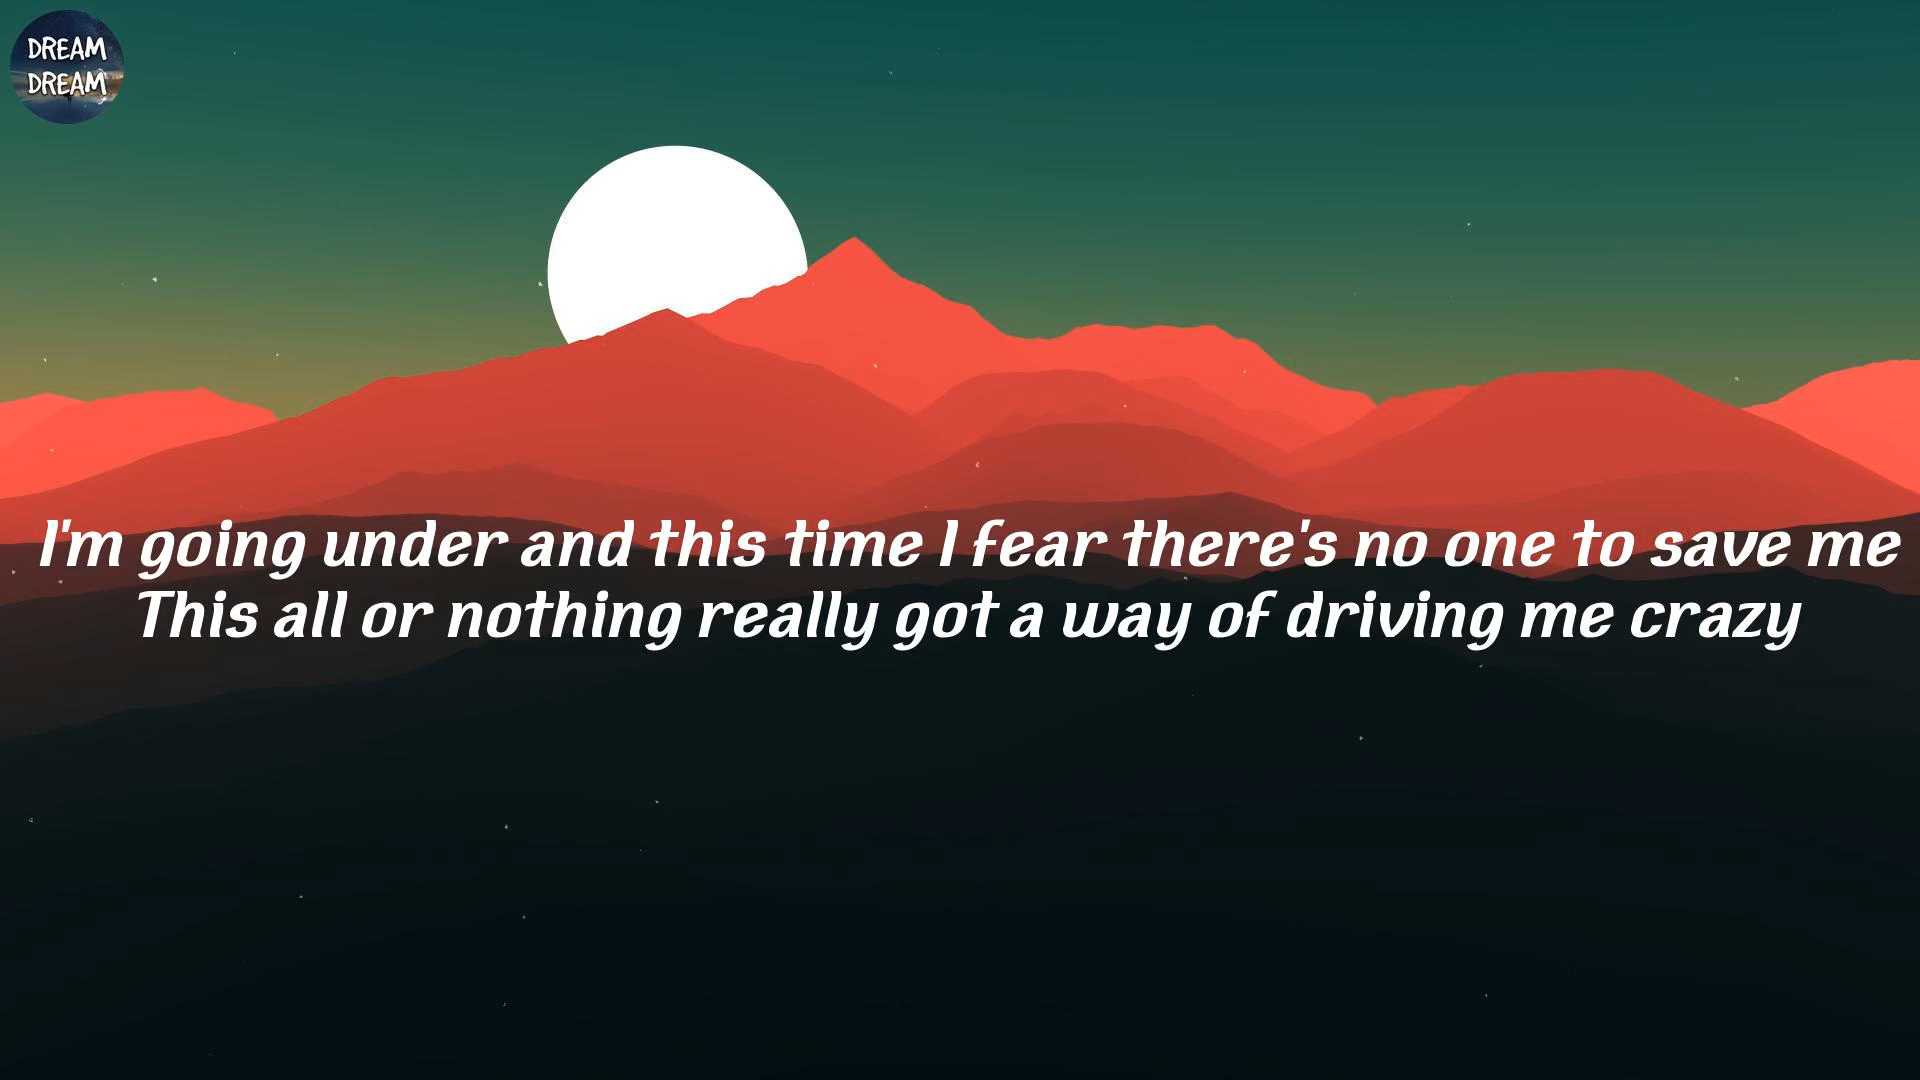 DREAM
DREAM
I'm going under and this time I fear there's no one to save me
This all or nothing really got a way of driving me crazy